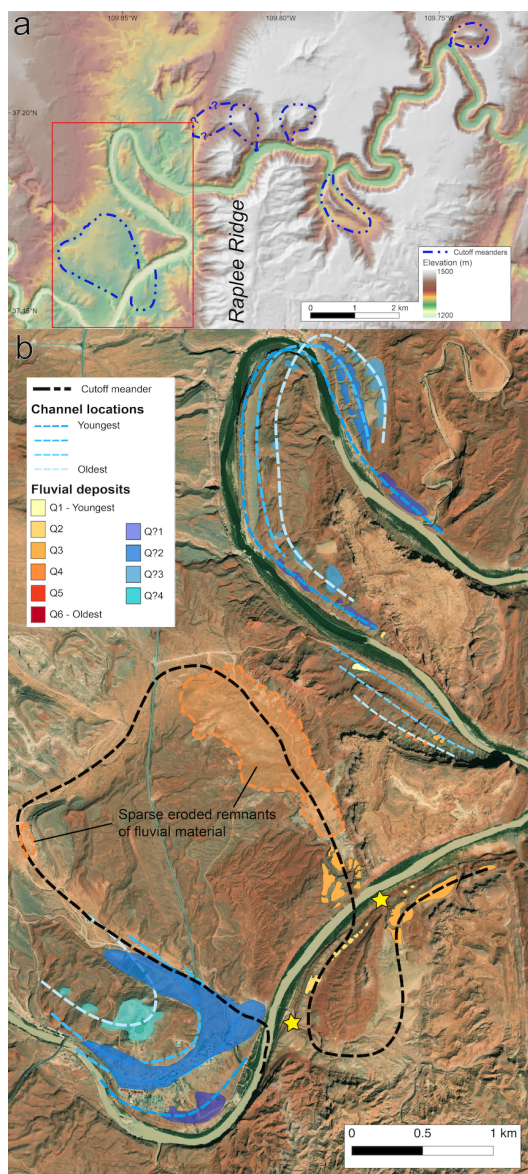 a
109.85°W
109.80°W
109.75°W
37.20°N
37.15°N
?
?
?
Raplee Ridge
Cutoff meanders
Elevation (m)
1500
1200
0 1 2 km
b
Cutoff meander
Channel locations
Youngest
Oldest
Fluvial deposits
Q1 - Youngest
Q2
Q3
Q4
Q5
Q6 - Oldest
Q?1
Q?2
Q?3
Q?4
Sparse eroded remnants
of fluvial material
0 0.5 1 km